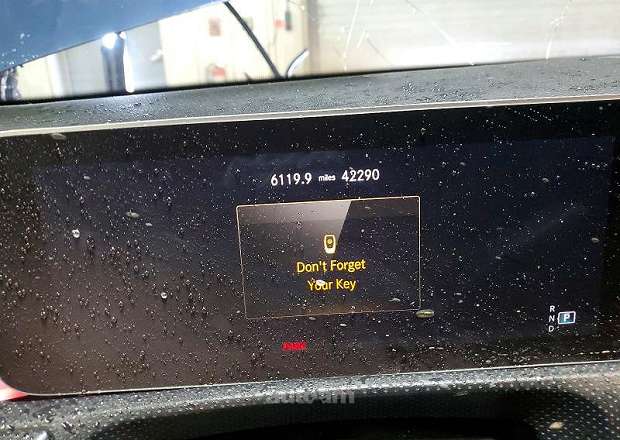 6119.9 miles 42290
Don't Forget
Your Key
R
N P
D